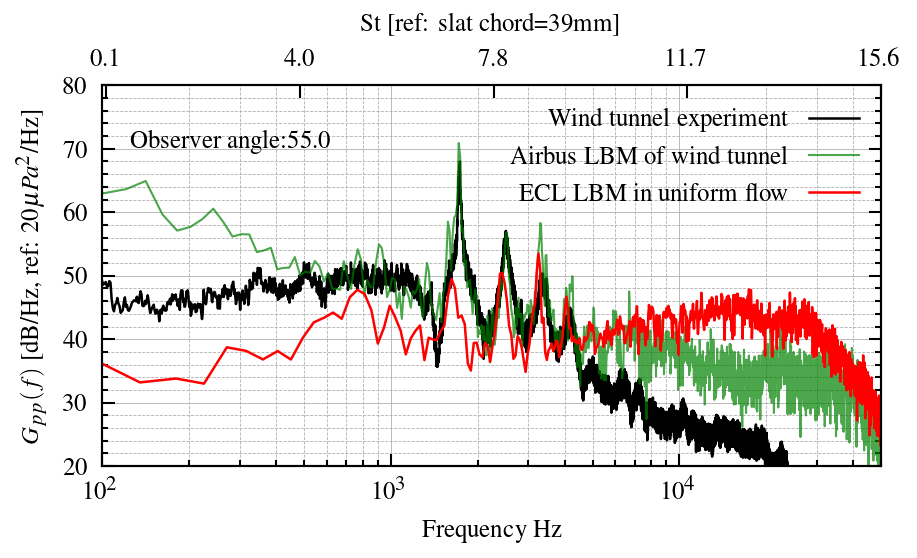 St [ref: slat chord=39mm]
0.1 4.0 7.8 11.7 15.6
80
70
60
50
40
30
20
G_{pp}(f) [dB/Hz, ref: 20μPa²/Hz]
Observer angle:55.0
Wind tunnel experiment
Airbus LBM of wind tunnel
ECL LBM in uniform flow
10² 10³ 10⁴
Frequency Hz